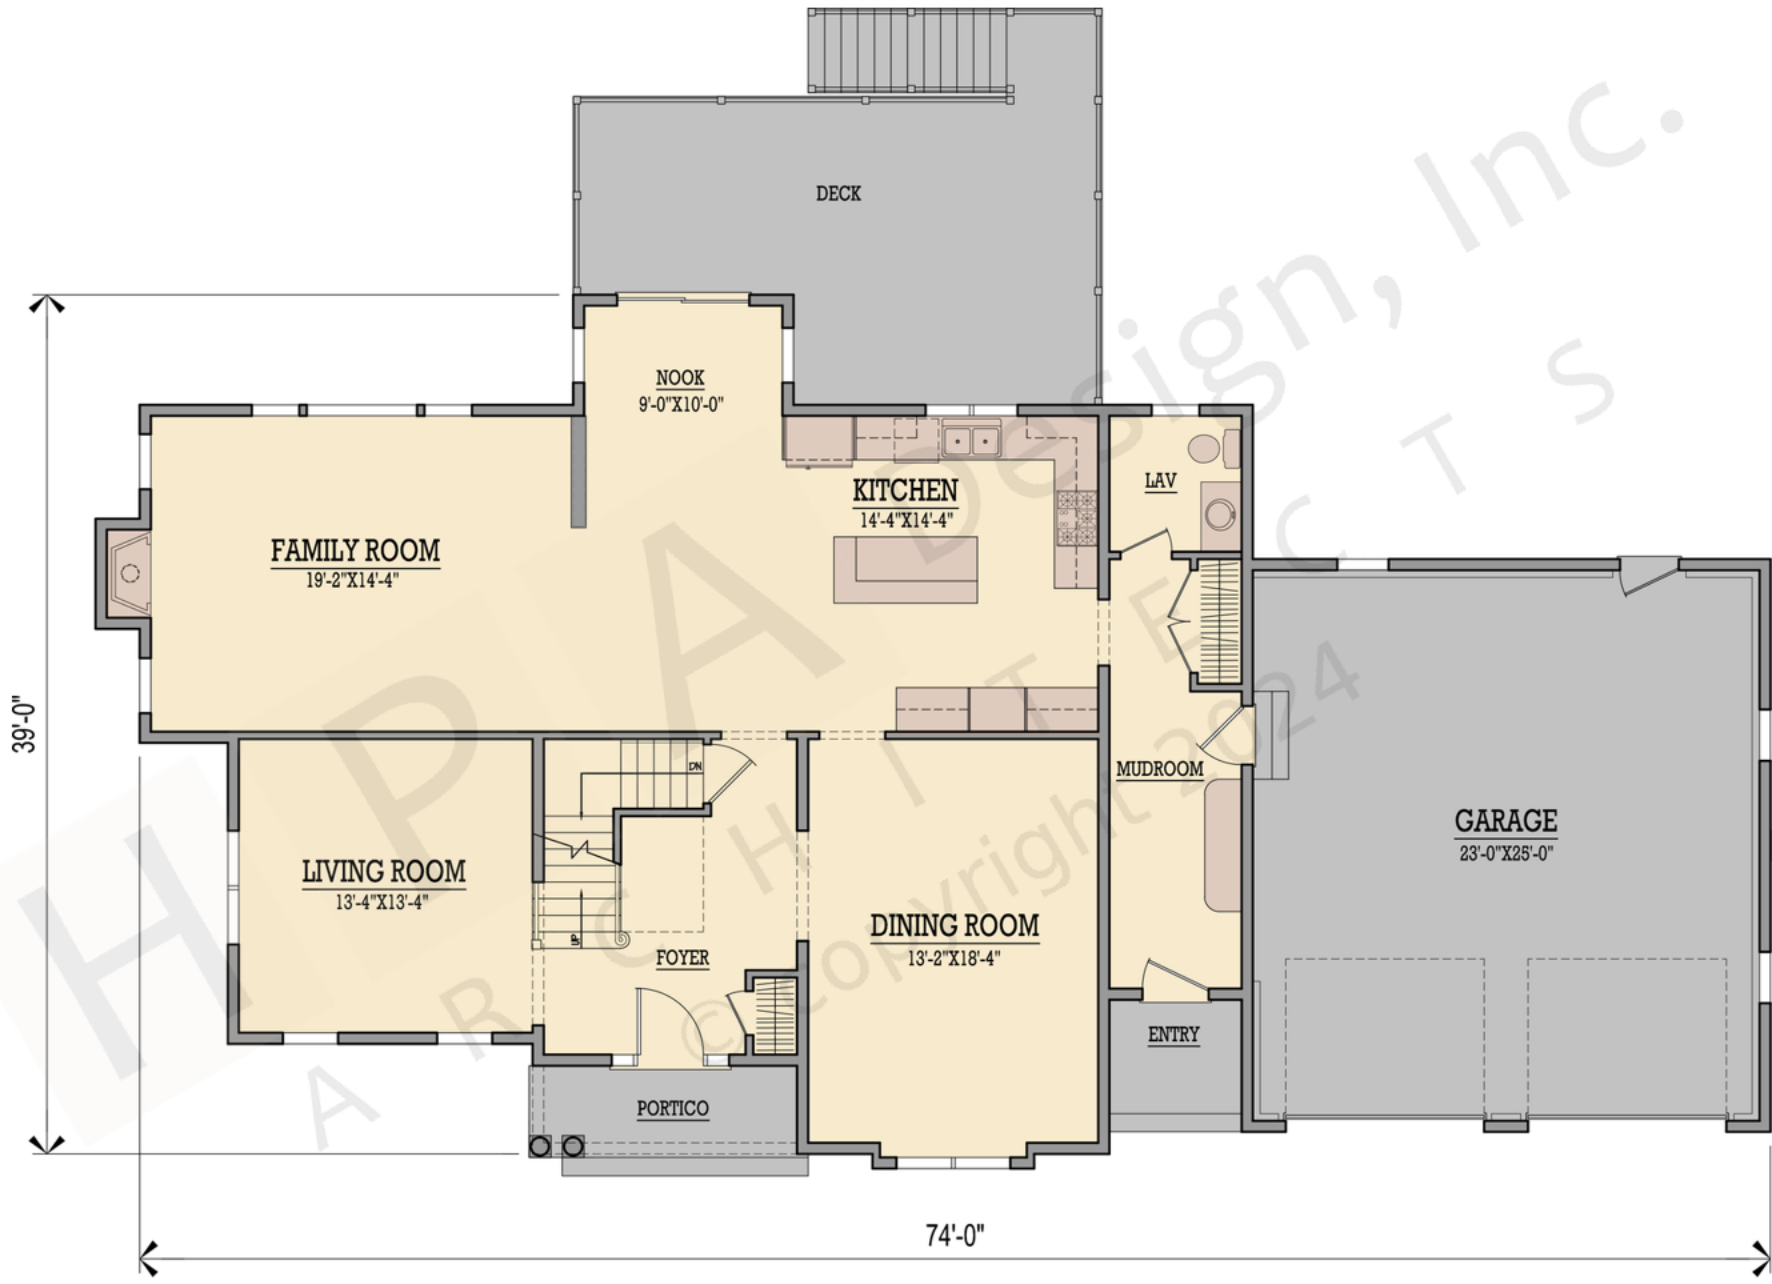 DECK
NOOK
9'-0"X10'-0"
KITCHEN
14'-4"X14'-4"
LAV
FAMILY ROOM
19'-2"X14'-4"
39'-0"
DN
MUDROOM
GARAGE
23'-0"X25'-0"
LIVING ROOM
13'-4"X13'-4"
UP
FOYER
DINING ROOM
13'-2"X18'-4"
ENTRY
PORTICO
74'-0"
HPA Design, Inc.
ARCHITECTS
© copyright 2024